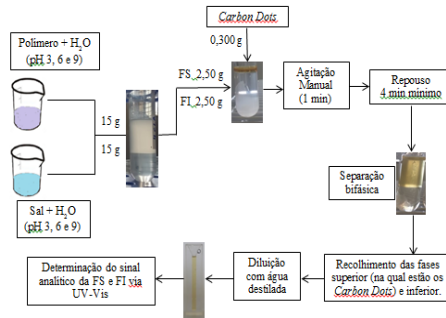 Carbon Dots
Polímero + H2O
(pH 3, 6 e 9)
0,300 g
FS 2,50 g
FI 2,50 g
15 g
15 g
Agitação
Manual
(1 min)
Repouso
4 min mínimo
Sal + H2O
(pH 3, 6 e 9)
Separação
bifásica
Determinação do sinal
analítico da FS e FI via
UV-Vis
Diluição
com água
destilada
Recolhimento das fases
superior (na qual estão os
Carbon Dots) e inferior.